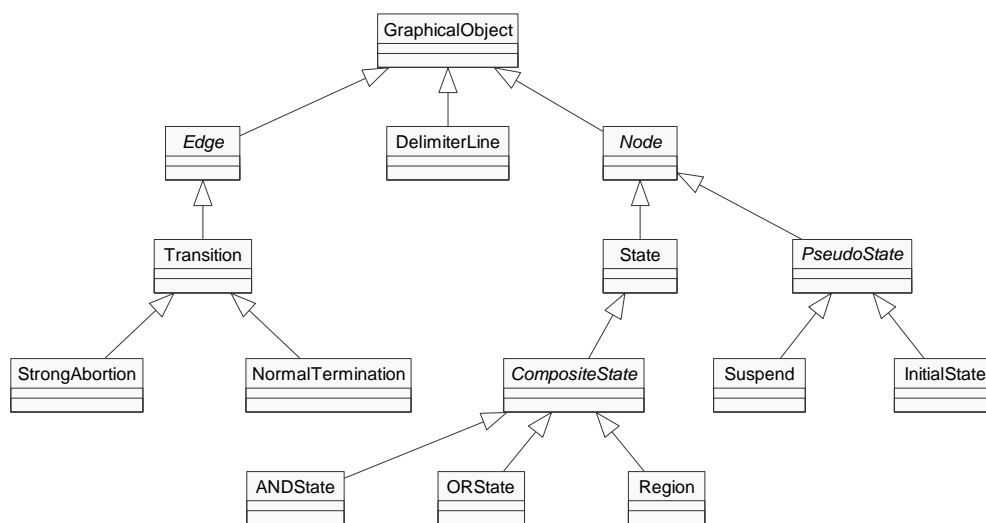 GraphicalObject
Edge
DelimiterLine
Node
Transition
State
PseudoState
StrongAbortion
NormalTermination
CompositeState
Suspend
InitialState
ANDState
ORState
Region